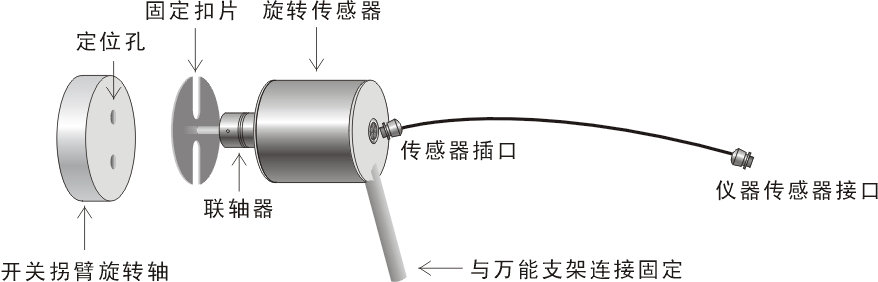 固定扣片
旋转传感器
定位孔
传感器插口
仪器传感器接口
联轴器
开关拐臂旋转轴
与万能支架连接固定